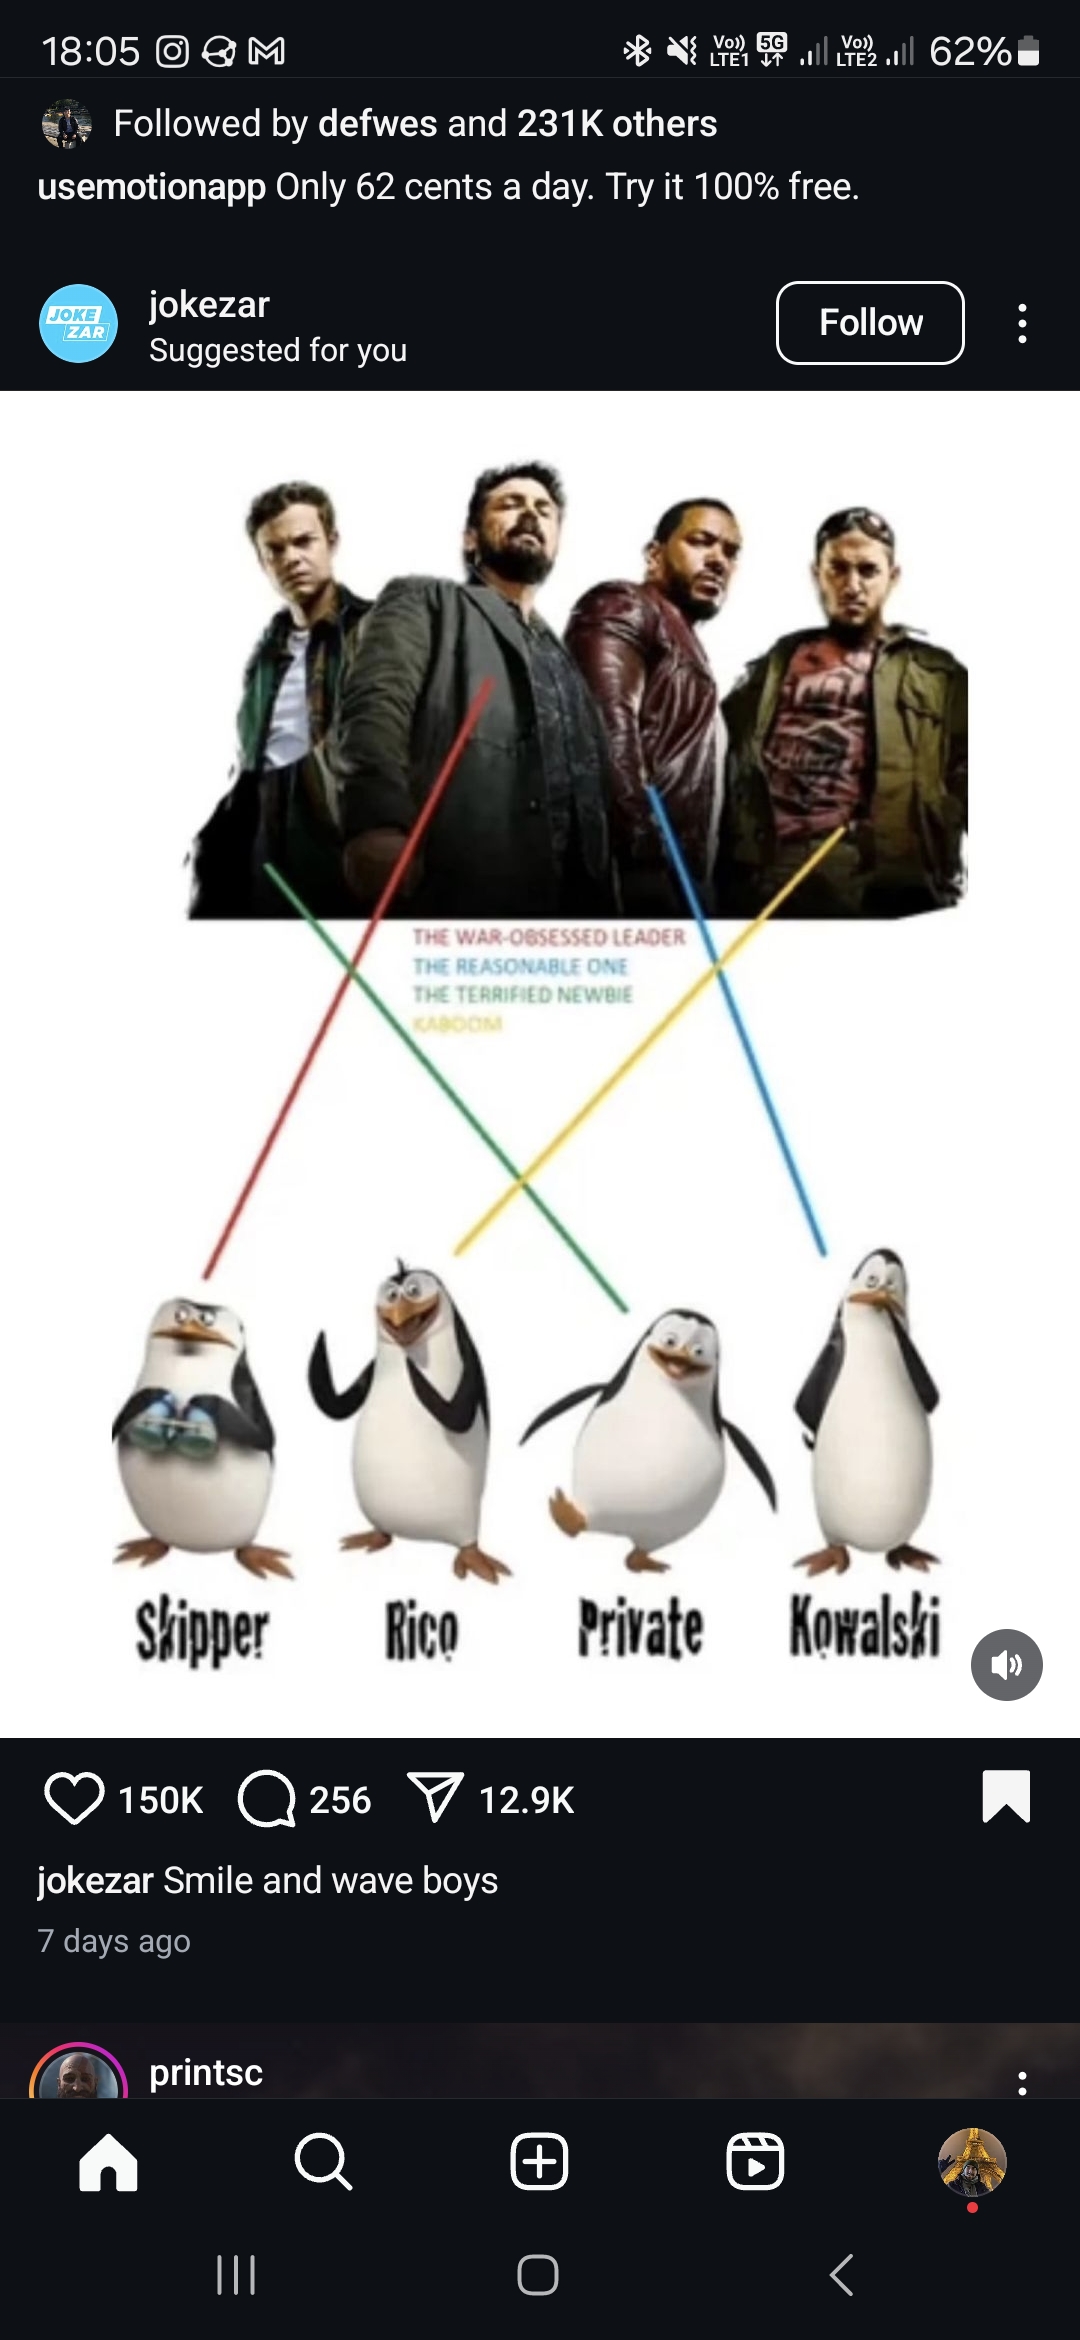 18:05
Vo)) LTE1 5G Vo)) LTE2 62%
Followed by defwes and 231K others
usemotionapp Only 62 cents a day. Try it 100% free.
JOKE ZAR
jokezar
Suggested for you
Follow
THE WAR-OBSESSED LEADER
THE REASONABLE ONE
THE TERRIFIED NEWBIE
KABOOM
Skipper Rico Private Kowalski
150K 256 12.9K
jokezar Smile and wave boys
7 days ago
printsc